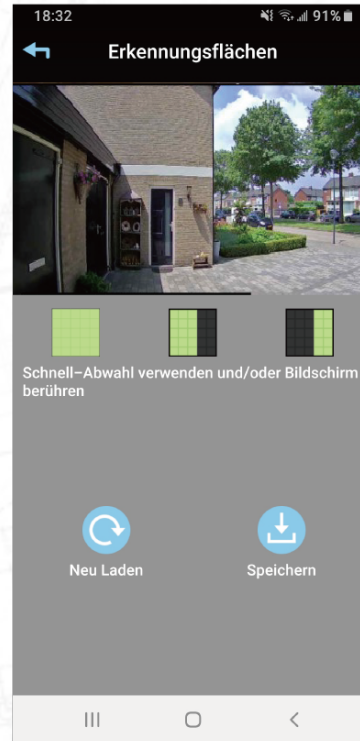 18:32 91%
Erkennungsflächen
Schnell-Abwahl verwenden und/oder Bildschirm
berühren
Neu Laden Speichern